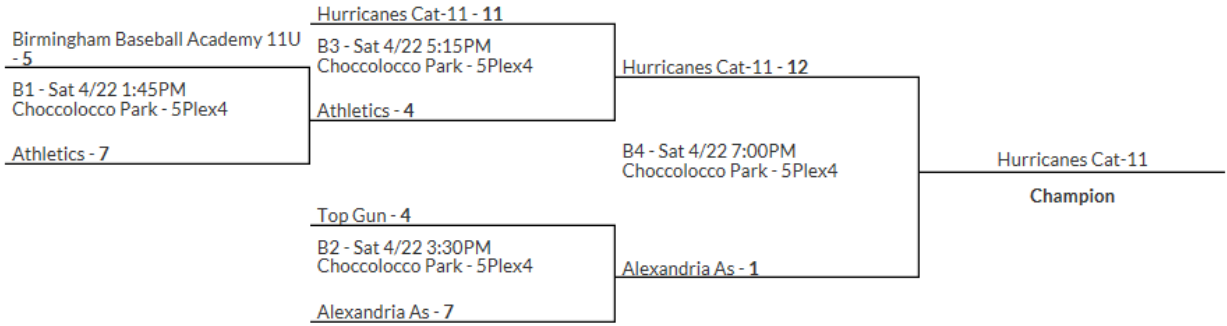 Birmingham Baseball Academy 11U
- 5
B1 - Sat 4/22 1:45PM
Choccolocco Park - 5Plex4
Athletics - 7
Hurricanes Cat-11 - 11
B3 - Sat 4/22 5:15PM
Choccolocco Park - 5Plex4
Athletics - 4
Top Gun - 4
B2 - Sat 4/22 3:30PM
Choccolocco Park - 5Plex4
Alexandria As - 7
Hurricanes Cat-11 - 12
B4 - Sat 4/22 7:00PM
Choccolocco Park - 5Plex4
Alexandria As - 1
Hurricanes Cat-11
Champion